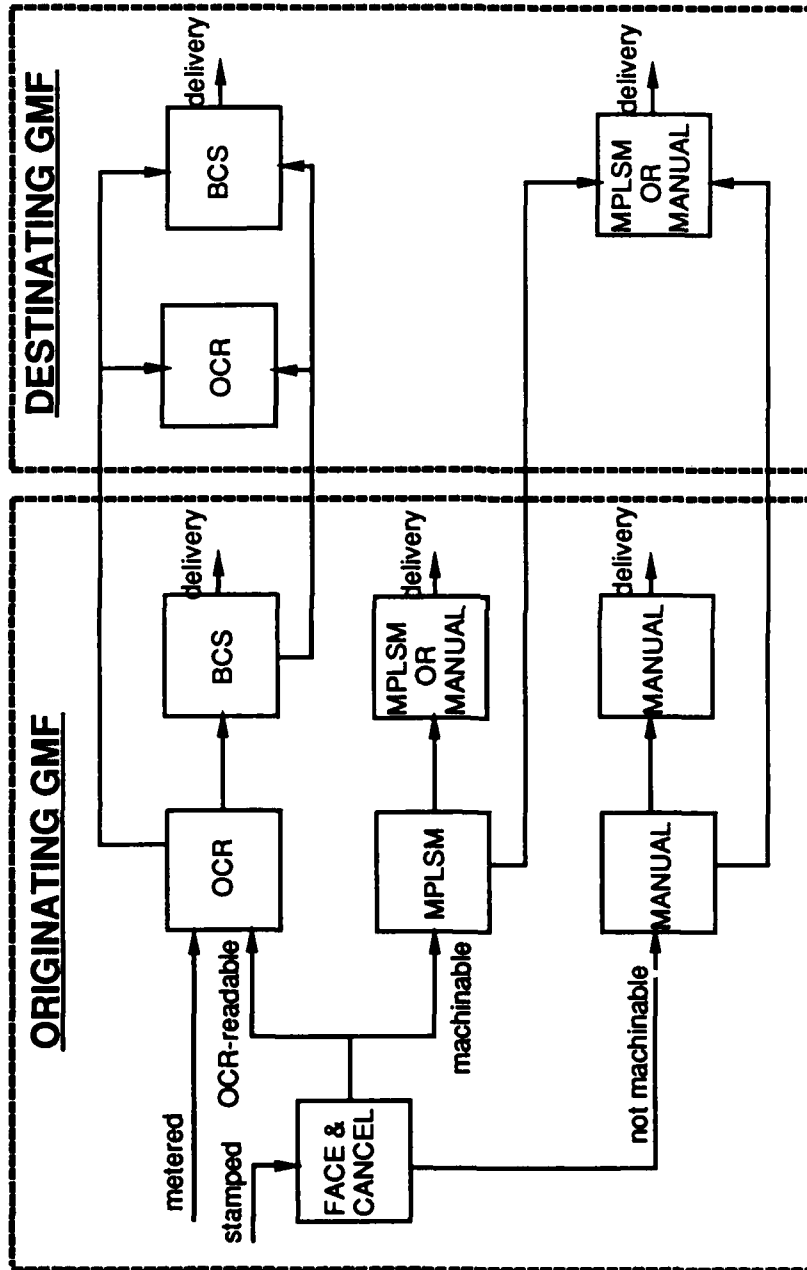 ORIGINATING GMF
metered
stamped
FACE &
CANCEL
OCR-readable
machinable
not machinable
OCR
BCS
delivery
MPLSM
MPLSM
OR
MANUAL
delivery
MANUAL
MANUAL
delivery
DESTINATING GMF
OCR
BCS
delivery
MPLSM
OR
MANUAL
delivery